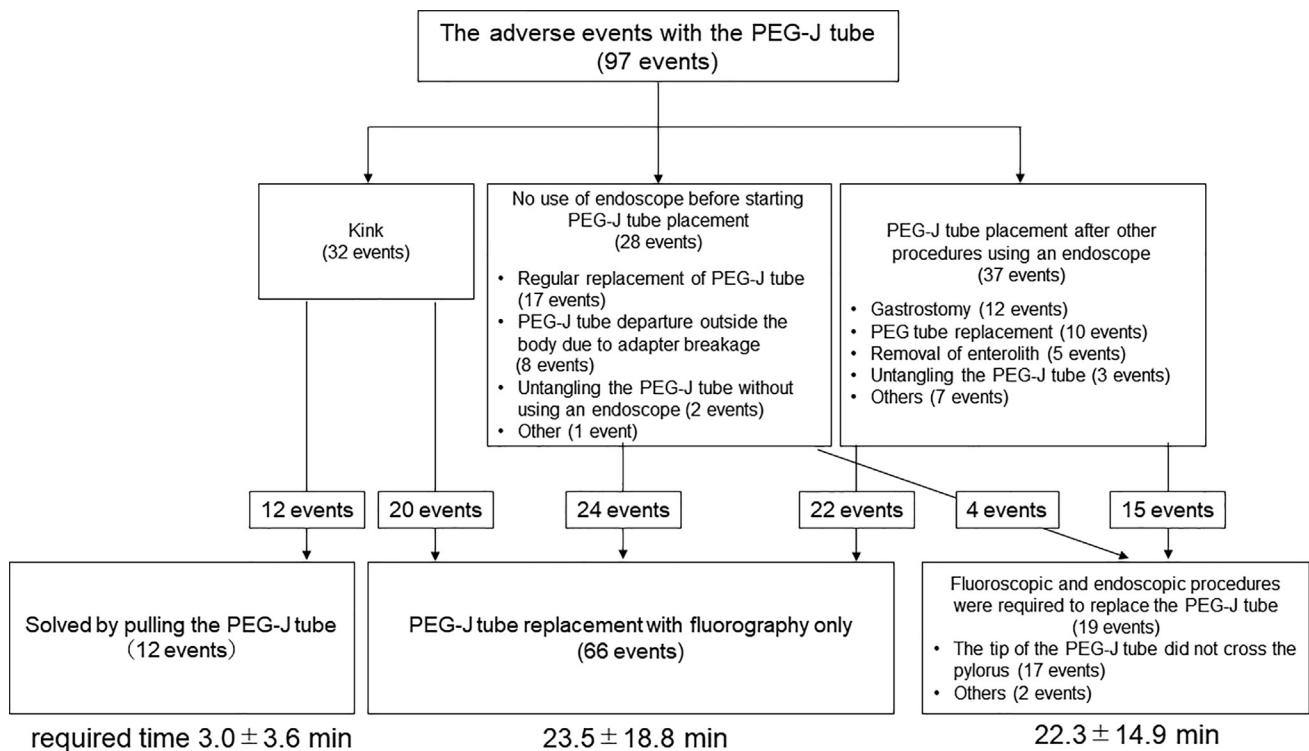 The adverse events with the PEG-J tube
(97 events)
Kink
(32 events)
No use of endoscope before starting
PEG-J tube placement
(28 events)
• Regular replacement of PEG-J tube
(17 events)
• PEG-J tube departure outside the
body due to adapter breakage
(8 events)
• Untangling the PEG-J tube without
using an endoscope (2 events)
• Other (1 event)
PEG-J tube placement after other
procedures using an endoscope
(37 events)
• Gastrostomy (12 events)
• PEG tube replacement (10 events)
• Removal of enterolith (5 events)
• Untangling the PEG-J tube (3 events)
• Others (7 events)
12 events
20 events
24 events
22 events
4 events
15 events
Solved by pulling the PEG-J tube
（12 events）
PEG-J tube replacement with fluorography only
(66 events)
Fluoroscopic and endoscopic procedures
were required to replace the PEG-J tube
(19 events)
• The tip of the PEG-J tube did not cross the
pylorus (17 events)
• Others (2 events)
required time 3.0 ± 3.6 min
23.5 ± 18.8 min
22.3 ± 14.9 min